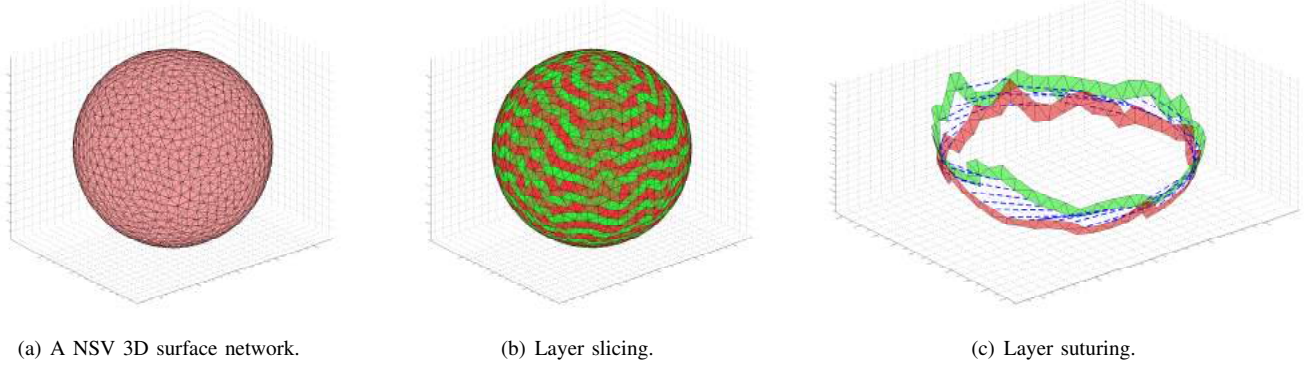 (a) A NSV 3D surface network.
(b) Layer slicing.
(c) Layer suturing.